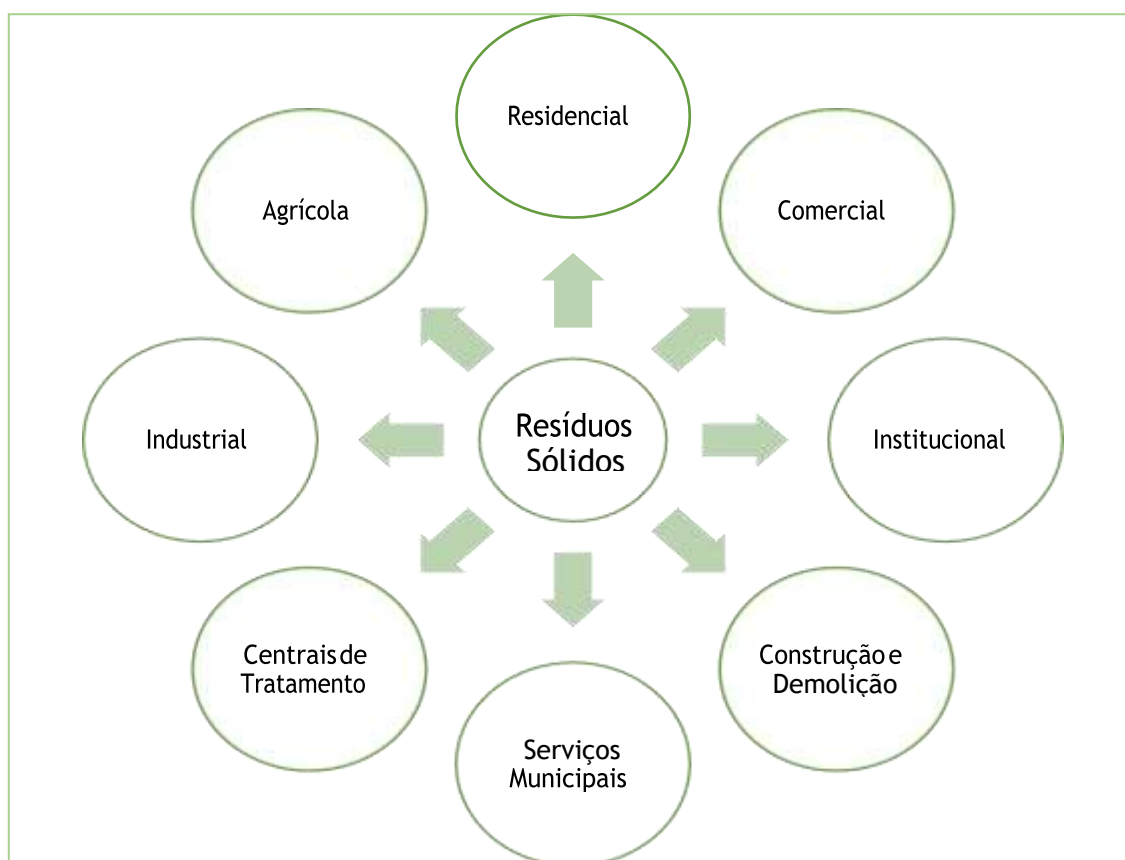 Residencial
Agrícola
Comercial
Industrial
Resíduos
Sólidos
Institucional
Centrais de
Tratamento
Construção e
Demolição
Serviços
Municipais